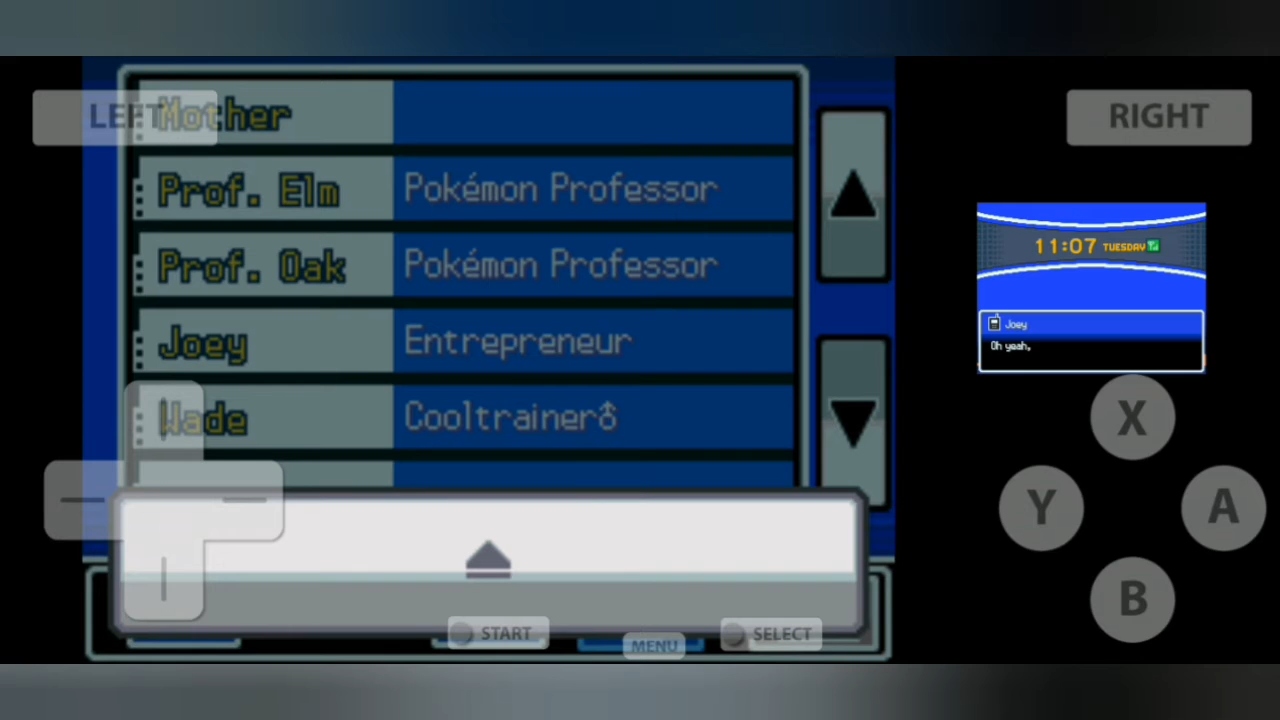 LEFT
Mother
RIGHT
Prof. Elm Pokémon Professor
Prof. Oak Pokémon Professor
Joey Entrepreneur
Wade Cooltrainer♂
11:07 TUESDAY
Joey
Oh yeah,
X
Y
A
B
START
MENU
SELECT